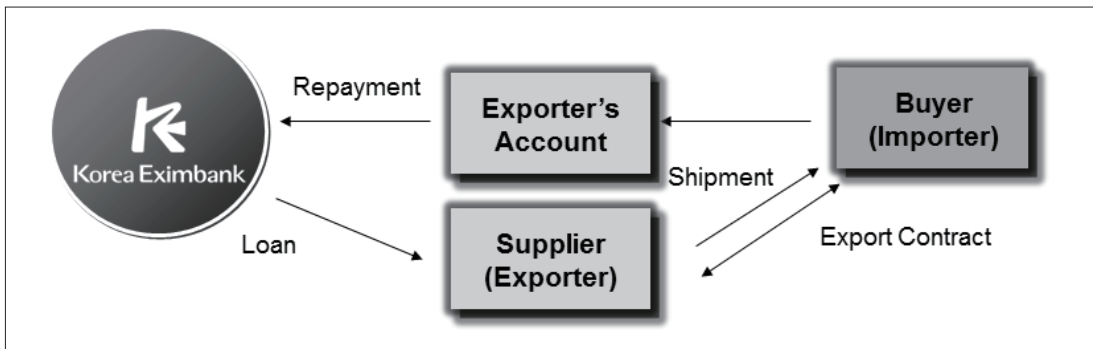 Repayment
Exporter's
Account
Buyer
(Importer)
Korea Eximbank
Shipment
Loan
Supplier
(Exporter)
Export Contract